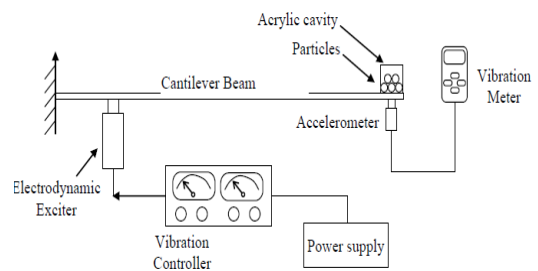 Acrylic cavity
Particles
Cantilever Beam
Vibration
Meter
Accelerometer
Electrodynamic
Exciter
Vibration
Controller
Power supply